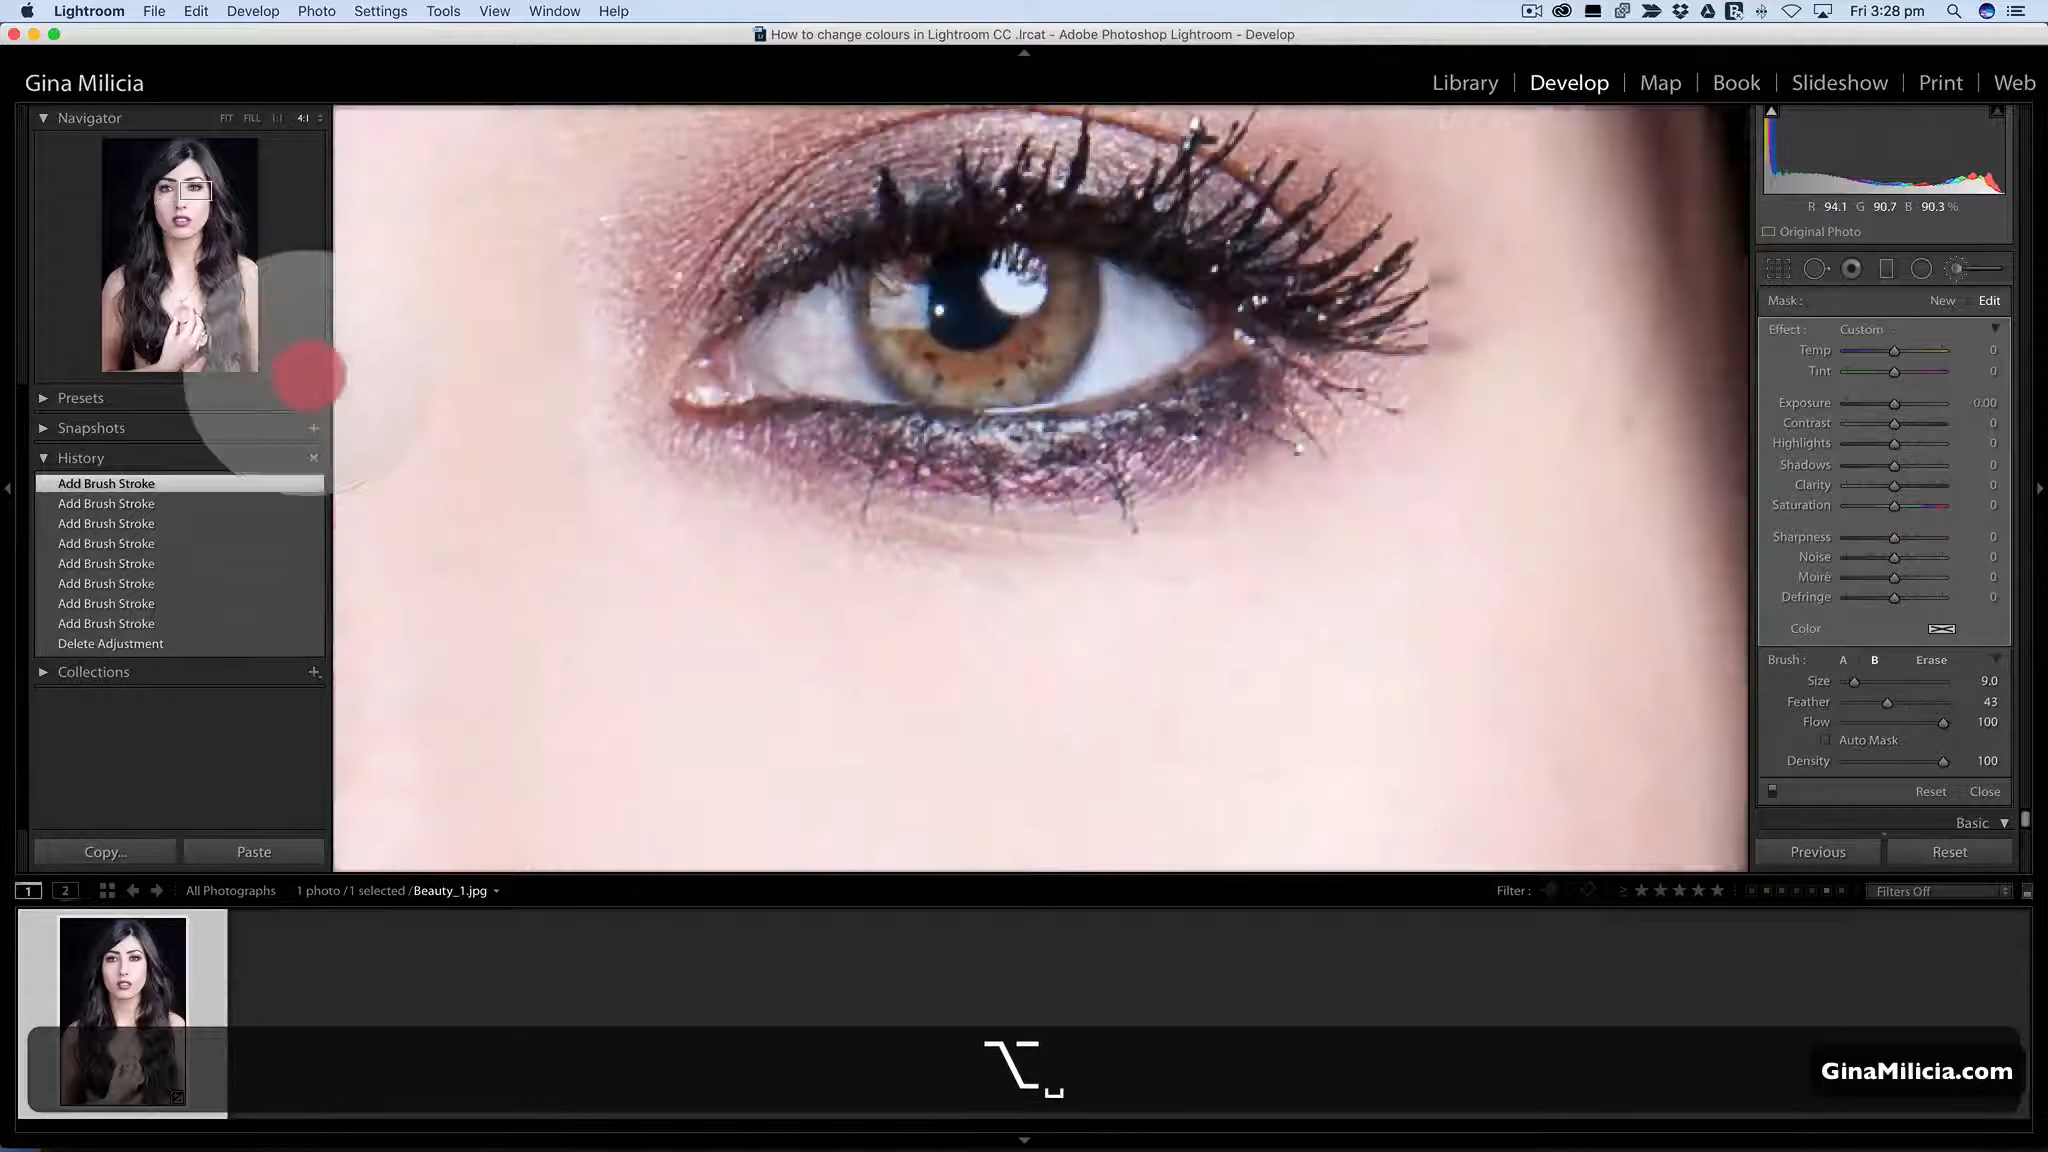 Lightroom File Edit Develop Photo Settings Tools View Window Help Fri 3:28 pm
How to change colours in Lightroom CC .lrcat - Adobe Photoshop Lightroom - Develop
Gina Milicia
Library | Develop | Map | Book | Slideshow | Print | Web
Navigator FIT FILL 1:1 4:1
Presets
Snapshots
History
Add Brush Stroke
Add Brush Stroke
Add Brush Stroke
Add Brush Stroke
Add Brush Stroke
Add Brush Stroke
Add Brush Stroke
Add Brush Stroke
Delete Adjustment
Collections
Copy... Paste
R 94.1 G 90.7 B 90.3 %
Original Photo
Mask : New Edit
Effect : Custom
Temp 0
Tint 0
Exposure 0.00
Contrast 0
Highlights 0
Shadows 0
Clarity 0
Saturation 0
Sharpness 0
Noise 0
Moiré 0
Defringe 0
Color
Brush : A B Erase
Size 9.0
Feather 43
Flow 100
Auto Mask
Density 100
Reset Close
Basic
Previous Reset
1 2 All Photographs 1 photo / 1 selected / Beauty_1.jpg Filter : Filters Off
GinaMilicia.com